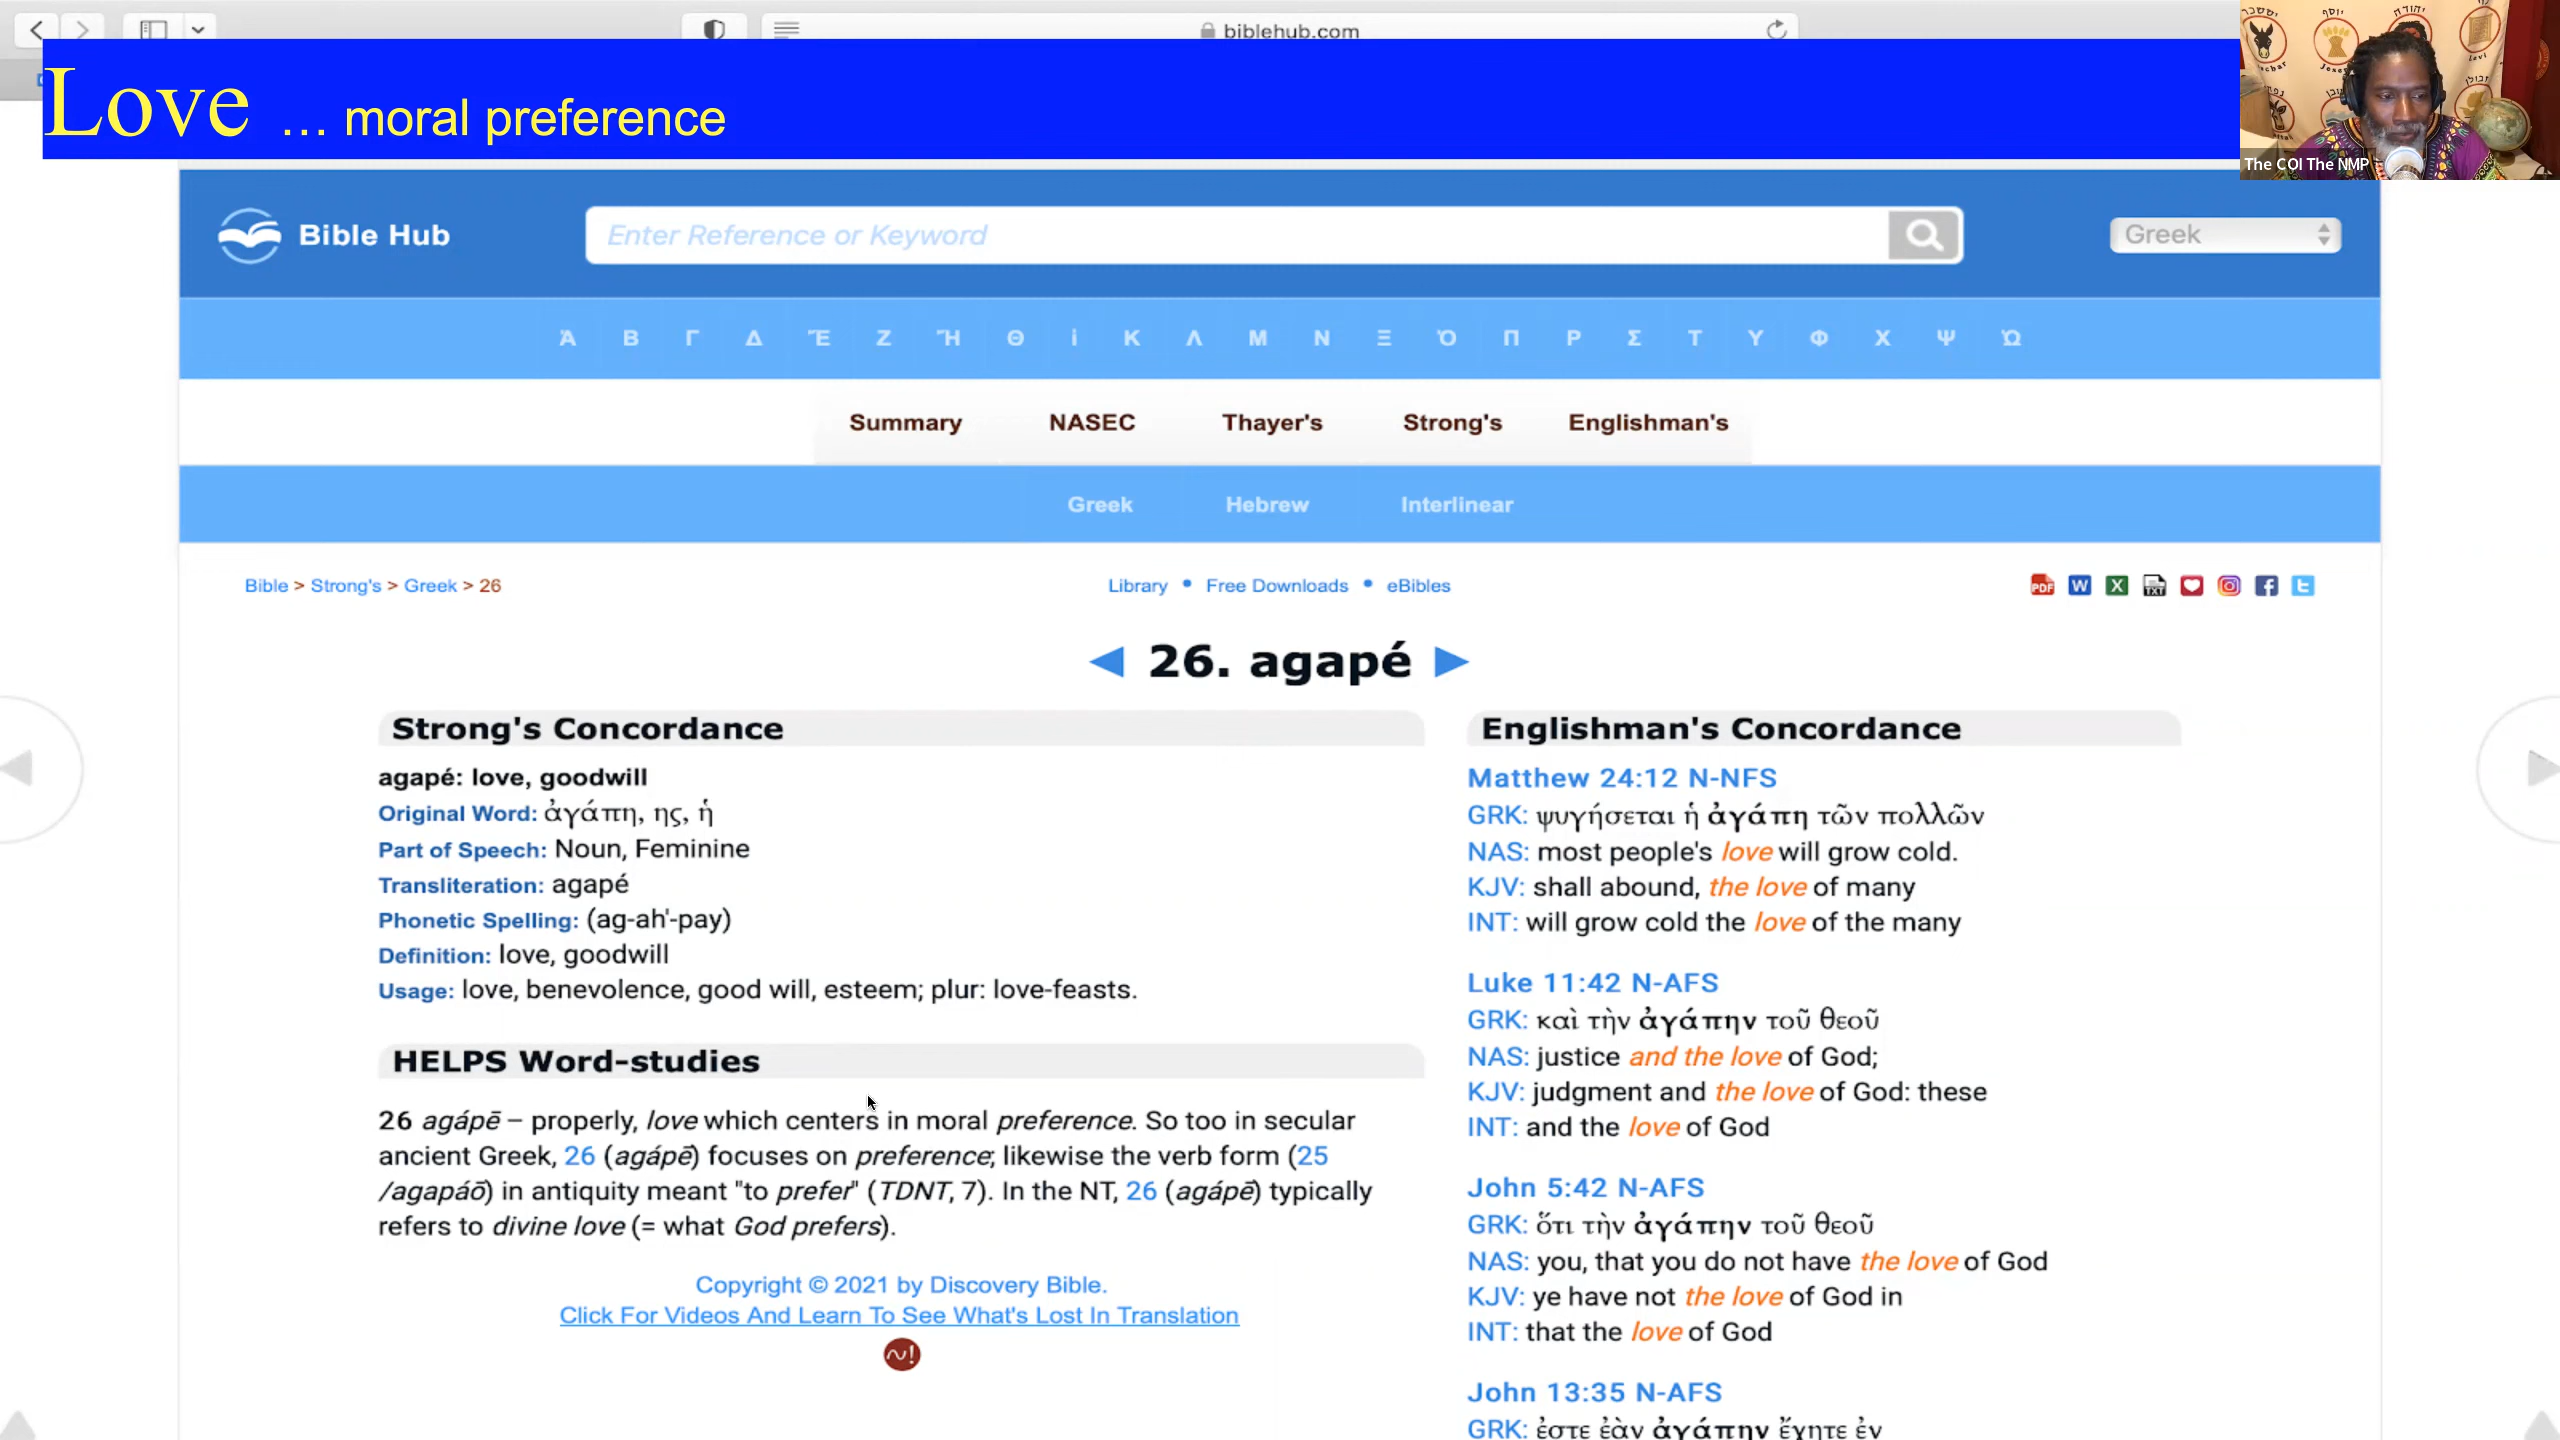 biblehub.com
Love ... moral preference
יששכר
יוסף
יהודה
Levi
The COI The NMP
Bible Hub
Enter Reference or Keyword
Greek
Ά Β Γ Δ Έ Ζ Ή Θ ἰ Κ Λ Μ Ν Ξ Ό Π Ρ Σ Τ Υ Φ Χ Ψ Ώ
Summary NASEC Thayer's Strong's Englishman's
Greek Hebrew Interlinear
Bible > Strong's > Greek > 26
Library • Free Downloads • eBibles
PDF W X TXT
◀ 26. agapé ▶
Strong's Concordance
agapé: love, goodwill
Original Word: ἀγάπη, ης, ἡ
Part of Speech: Noun, Feminine
Transliteration: agapé
Phonetic Spelling: (ag-ah'-pay)
Definition: love, goodwill
Usage: love, benevolence, good will, esteem; plur: love-feasts.
HELPS Word-studies
26 agápē – properly, love which centers in moral preference. So too in secular
ancient Greek, 26 (agápē) focuses on preference; likewise the verb form (25
/agapáō) in antiquity meant "to prefer" (TDNT, 7). In the NT, 26 (agápē) typically
refers to divine love (= what God prefers).
Copyright © 2021 by Discovery Bible.
Click For Videos And Learn To See What's Lost In Translation
Englishman's Concordance
Matthew 24:12 N-NFS
GRK: ψυγήσεται ἡ ἀγάπη τῶν πολλῶν
NAS: most people's love will grow cold.
KJV: shall abound, the love of many
INT: will grow cold the love of the many
Luke 11:42 N-AFS
GRK: καὶ τὴν ἀγάπην τοῦ θεοῦ
NAS: justice and the love of God;
KJV: judgment and the love of God: these
INT: and the love of God
John 5:42 N-AFS
GRK: ὅτι τὴν ἀγάπην τοῦ θεοῦ
NAS: you, that you do not have the love of God
KJV: ye have not the love of God in
INT: that the love of God
John 13:35 N-AFS
GRK: ἐστε ἐὰν ἀγάπην ἔχητε ἐν